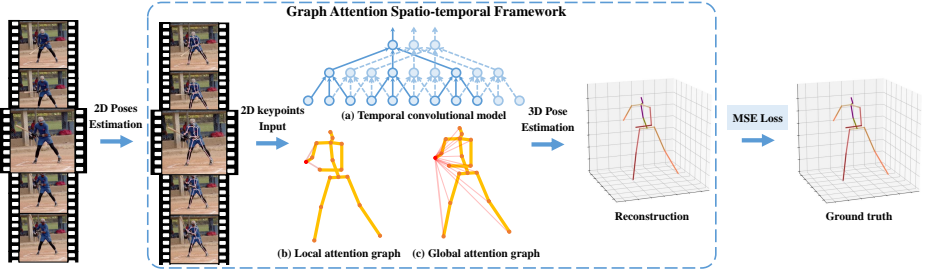 Graph Attention Spatio-temporal Framework
2D Poses
Estimation
2D keypoints
Input
(a) Temporal convolutional model
(b) Local attention graph
(c) Global attention graph
3D Pose
Estimation
Reconstruction
MSE Loss
Ground truth